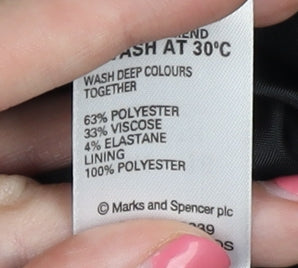 WASH AT 30°C
WASH DEEP COLOURS
TOGETHER
63% POLYESTER
33% VISCOSE
4% ELASTANE
LINING
100% POLYESTER
© Marks and Spencer plc